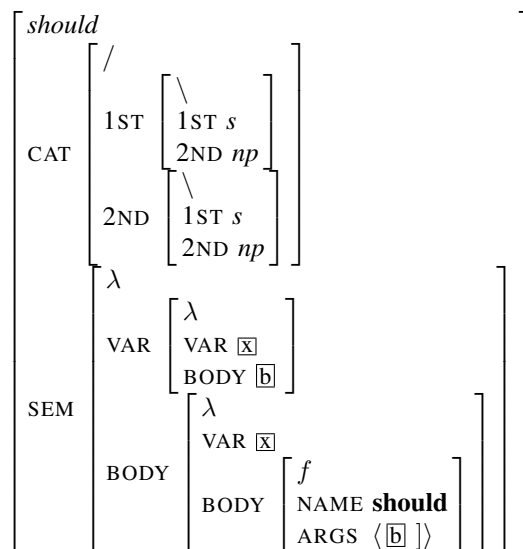 should
/
\
1ST s
1ST
2ND np
CAT
\
1ST s
2ND
2ND np
λ
λ
VAR
VAR x
BODY b
SEM
λ
VAR x
BODY
f
BODY
NAME should
ARGS ⟨ b ]⟩